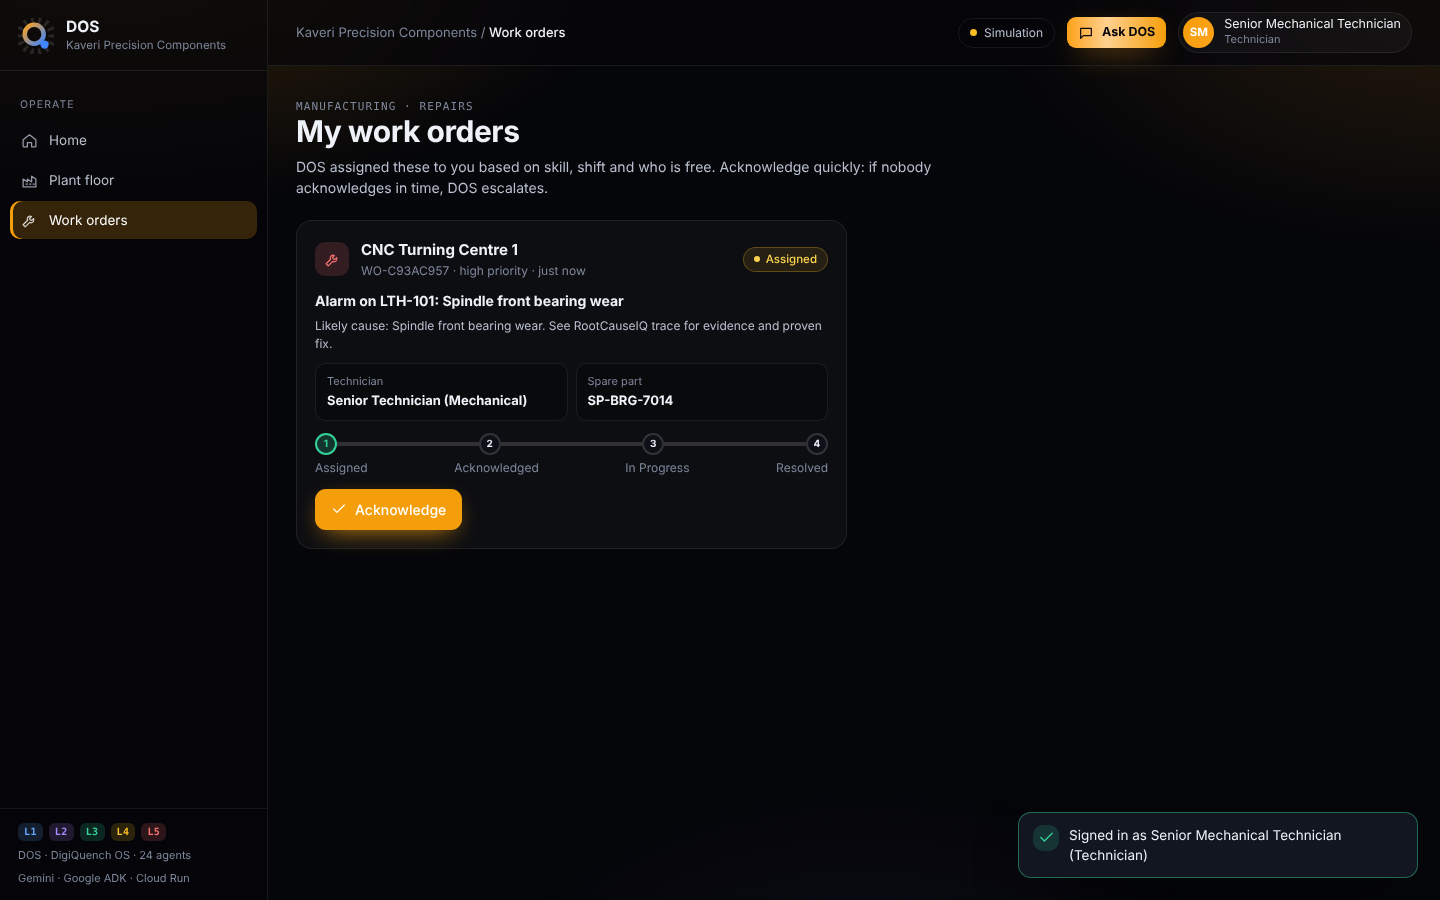 DOS
Kaveri Precision Components
OPERATE
Home
Plant floor
Work orders
L1 L2 L3 L4 L5
DOS · DigiQuench OS · 24 agents
Gemini · Google ADK · Cloud Run
Kaveri Precision Components / Work orders
Simulation
Ask DOS
SM
Senior Mechanical Technician
Technician
MANUFACTURING · REPAIRS
My work orders
DOS assigned these to you based on skill, shift and who is free. Acknowledge quickly: if nobody
acknowledges in time, DOS escalates.
CNC Turning Centre 1
WO-C93AC957 · high priority · just now
Assigned
Alarm on LTH-101: Spindle front bearing wear
Likely cause: Spindle front bearing wear. See RootCauseIQ trace for evidence and proven
fix.
Technician
Senior Technician (Mechanical)
Spare part
SP-BRG-7014
1 2 3 4
Assigned Acknowledged In Progress Resolved
Acknowledge
Signed in as Senior Mechanical Technician
(Technician)